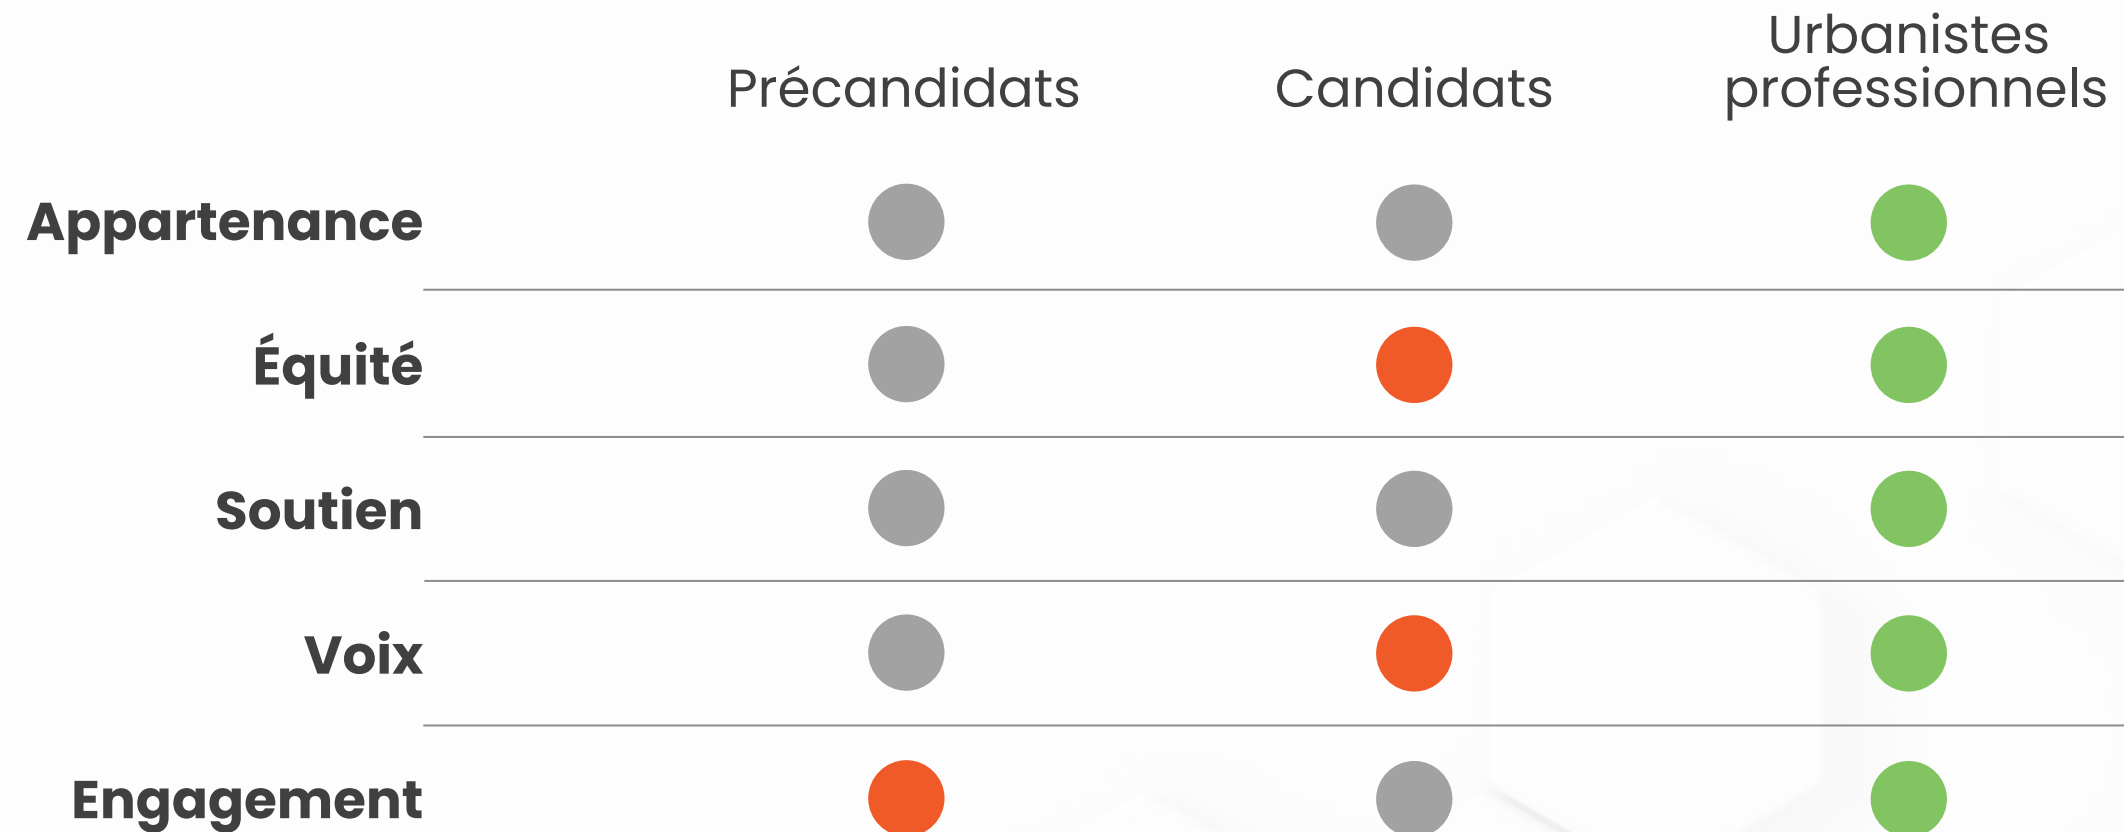 Urbanistes
Précandidats Candidats professionnels
Appartenance
Équité
Soutien
Voix
Engagement